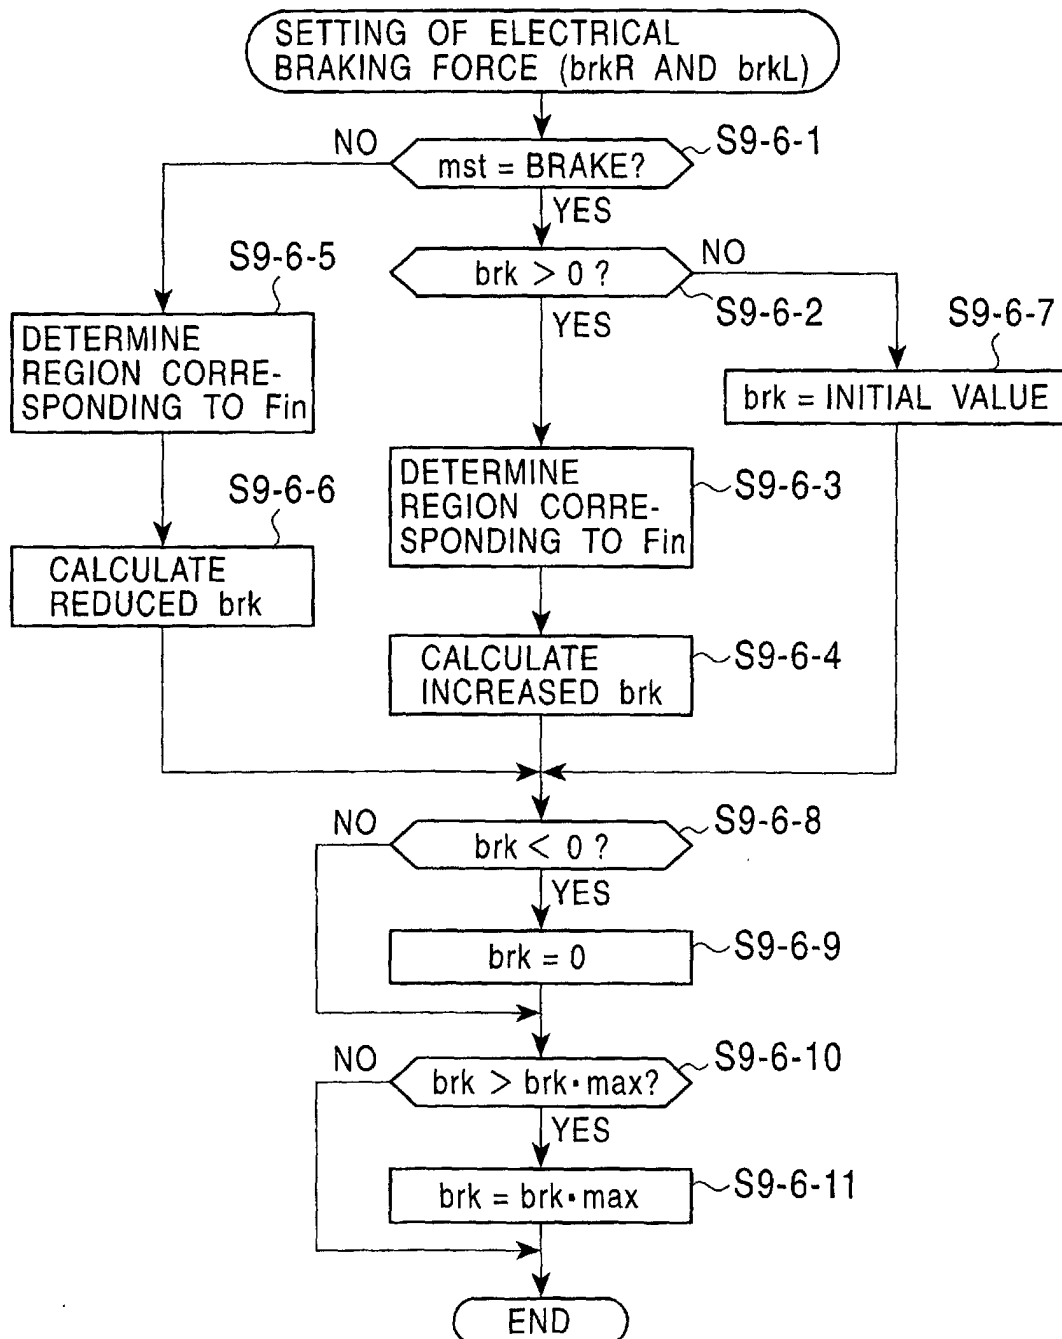 SETTING OF ELECTRICAL
BRAKING FORCE (brkR AND brkL)
S9-6-1
NO
mst = BRAKE?
YES
S9-6-2
NO
brk > 0 ?
YES
S9-6-5
DETERMINE
REGION CORRE-
SPONDING TO Fin
S9-6-7
brk = INITIAL VALUE
S9-6-3
DETERMINE
REGION CORRE-
SPONDING TO Fin
S9-6-6
CALCULATE
REDUCED brk
S9-6-4
CALCULATE
INCREASED brk
S9-6-8
NO
brk < 0 ?
YES
S9-6-9
brk = 0
S9-6-10
NO
brk > brk·max?
YES
S9-6-11
brk = brk·max
END